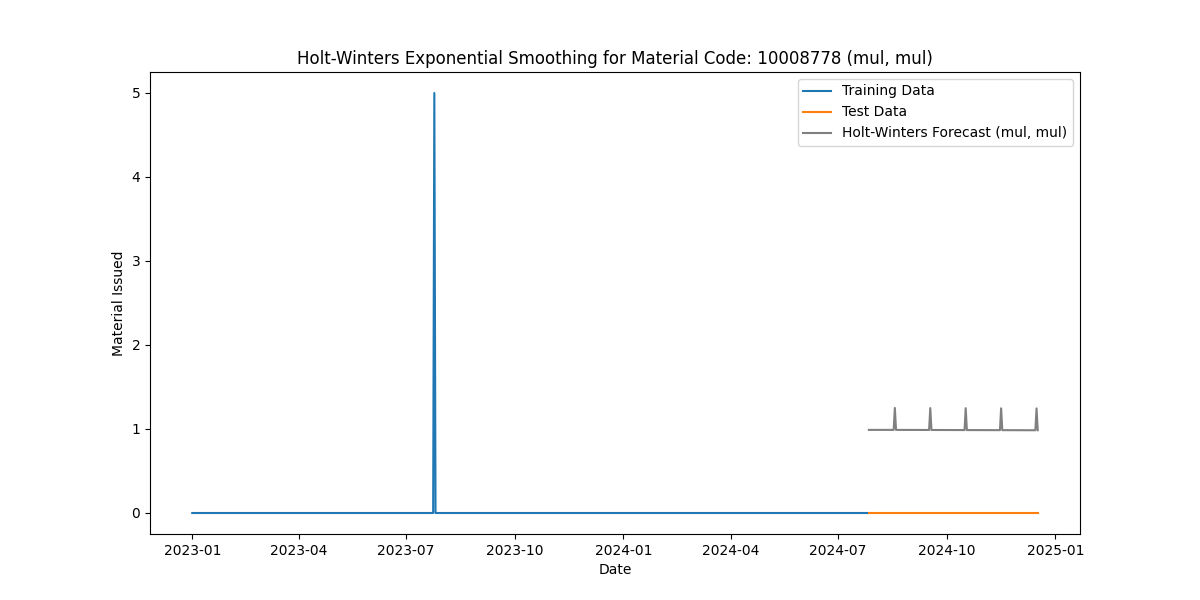 Holt-Winters Exponential Smoothing for Material Code: 10008778 (mul, mul)
Training Data
Test Data
Holt-Winters Forecast (mul, mul)
Material Issued
5
4
3
2
1
0
2023-01 2023-04 2023-07 2023-10 2024-01 2024-04 2024-07 2024-10 2025-01
Date